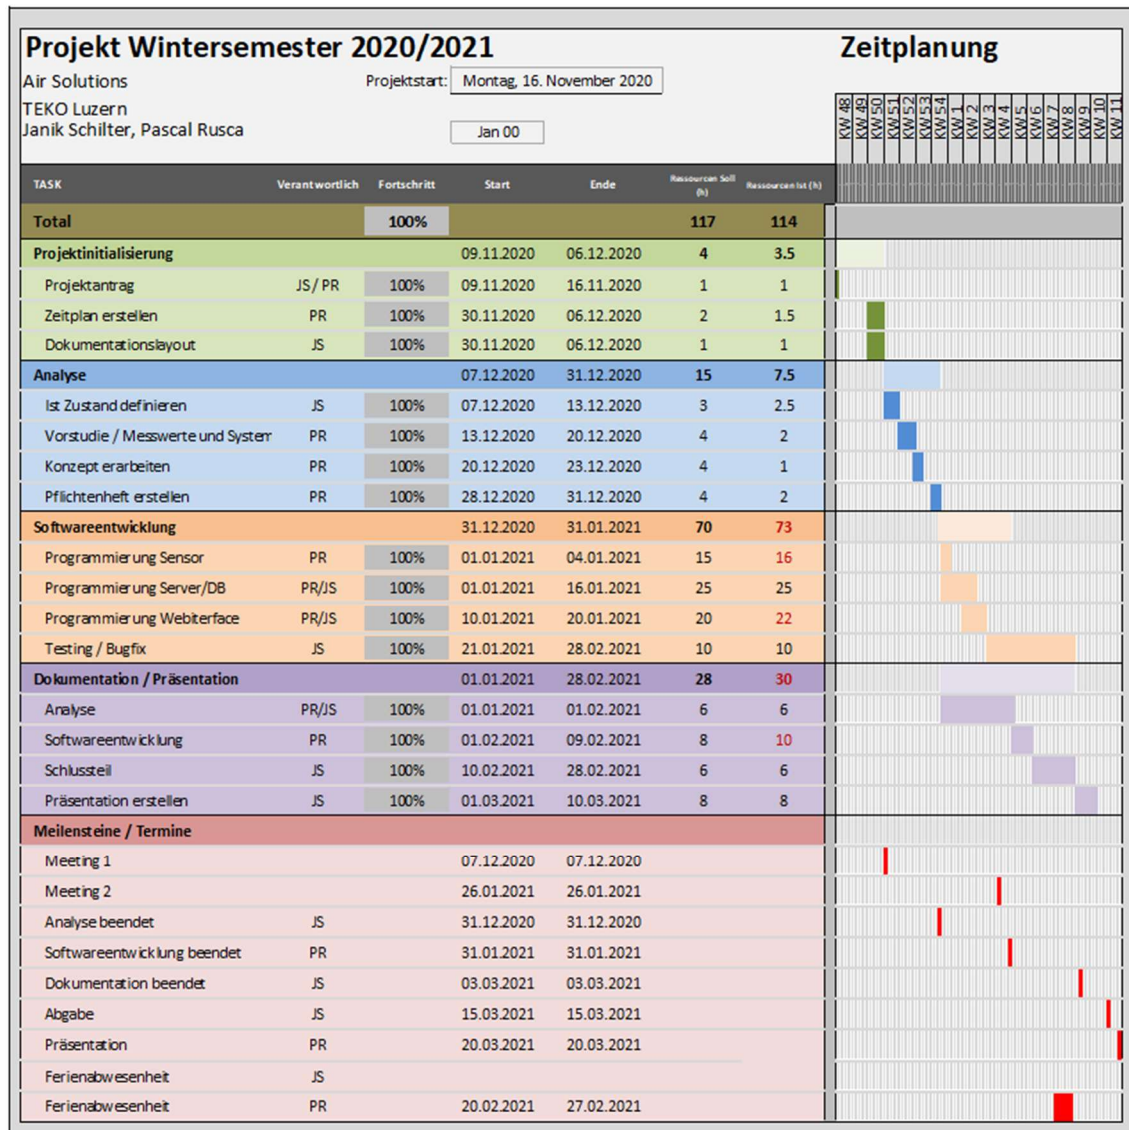 Projekt Wintersemester 2020/2021 Zeitplanung
Air Solutions Projektstart: Montag, 16. November 2020
TEKO Luzern
Janik Schilter, Pascal Rusca Jan 00
KW 48 KW 49 KW 50 KW 51 KW 52 KW 53 KW 54 KW 1 KW 2 KW 3 KW 4 KW 5 KW 6 KW 7 KW 8 KW 9 KW 10 KW 11
TASK Verantwortlich Fortschritt Start Ende Ressourcen Soll (h) Ressourcen Ist (h)
Total 100% 117 114
Projektinitialisierung 09.11.2020 06.12.2020 4 3.5
Projektantrag JS/ PR 100% 09.11.2020 16.11.2020 1 1
Zeitplan erstellen PR 100% 30.11.2020 06.12.2020 2 1.5
Dokumentationslayout JS 100% 30.11.2020 06.12.2020 1 1
Analyse 07.12.2020 31.12.2020 15 7.5
Ist Zustand definieren JS 100% 07.12.2020 13.12.2020 3 2.5
Vorstudie / Messwerte und System PR 100% 13.12.2020 20.12.2020 4 2
Konzept erarbeiten PR 100% 20.12.2020 23.12.2020 4 1
Pflichtenheft erstellen PR 100% 28.12.2020 31.12.2020 4 2
Softwareentwicklung 31.12.2020 31.01.2021 70 73
Programmierung Sensor PR 100% 01.01.2021 04.01.2021 15 16
Programmierung Server/DB PR/JS 100% 01.01.2021 16.01.2021 25 25
Programmierung Webiterface PR/JS 100% 10.01.2021 20.01.2021 20 22
Testing / Bugfix JS 100% 21.01.2021 28.02.2021 10 10
Dokumentation / Präsentation 01.01.2021 28.02.2021 28 30
Analyse PR/JS 100% 01.01.2021 01.02.2021 6 6
Softwareentwicklung PR 100% 01.02.2021 09.02.2021 8 10
Schlussteil JS 100% 10.02.2021 28.02.2021 6 6
Präsentation erstellen JS 100% 01.03.2021 10.03.2021 8 8
Meilensteine / Termine
Meeting 1 07.12.2020 07.12.2020
Meeting 2 26.01.2021 26.01.2021
Analyse beendet JS 31.12.2020 31.12.2020
Softwareentwicklung beendet PR 31.01.2021 31.01.2021
Dokumentation beendet JS 03.03.2021 03.03.2021
Abgabe JS 15.03.2021 15.03.2021
Präsentation PR 20.03.2021 20.03.2021
Ferienabwesenheit JS
Ferienabwesenheit PR 20.02.2021 27.02.2021